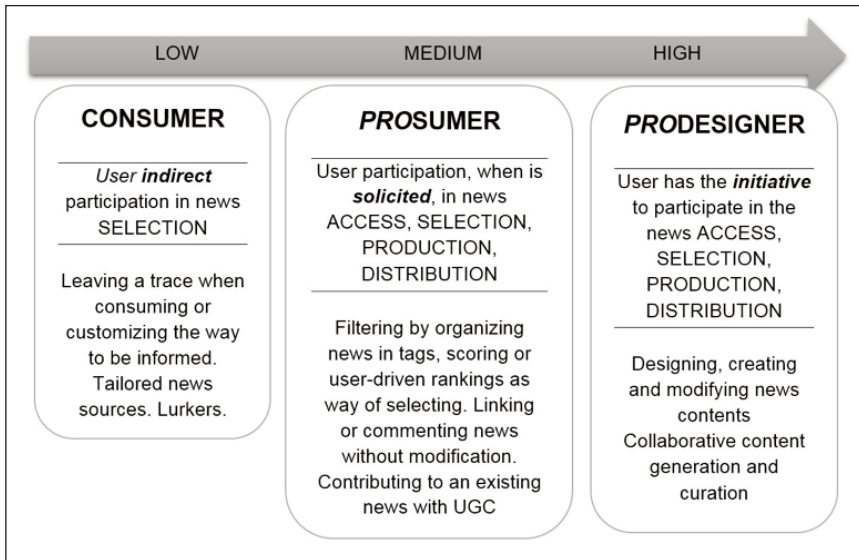 LOW MEDIUM HIGH
CONSUMER
User indirect
participation in news
SELECTION
Leaving a trace when
consuming or
customizing the way
to be informed.
Tailored news
sources. Lurkers.
PROSUMER
User participation, when is
solicited, in news
ACCESS, SELECTION,
PRODUCTION,
DISTRIBUTION
Filtering by organizing
news in tags, scoring or
user-driven rankings as
way of selecting. Linking
or commenting news
without modification.
Contributing to an existing
news with UGC
PRODESIGNER
User has the initiative
to participate in the
news ACCESS,
SELECTION,
PRODUCTION,
DISTRIBUTION
Designing, creating
and modifying news
contents
Collaborative content
generation and
curation